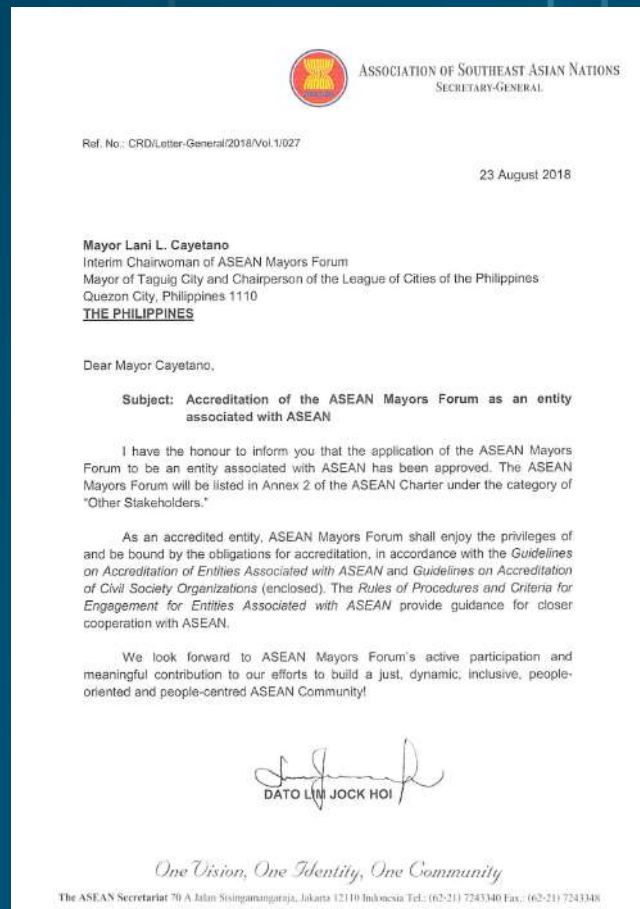 ASSOCIATION OF SOUTHEAST ASIAN NATIONS
SECRETARY-GENERAL
Ref. No.: CRD/Letter-General/2018/Vol.1/027
23 August 2018
Mayor Lani L. Cayetano
Interim Chairwoman of ASEAN Mayors Forum
Mayor of Taguig City and Chairperson of the League of Cities of the Philippines
Quezon City, Philippines 1110
THE PHILIPPINES
Dear Mayor Cayetano,
Subject: Accreditation of the ASEAN Mayors Forum as an entity
associated with ASEAN
I have the honour to inform you that the application of the ASEAN Mayors
Forum to be an entity associated with ASEAN has been approved. The ASEAN
Mayors Forum will be listed in Annex 2 of the ASEAN Charter under the category of
"Other Stakeholders."
As an accredited entity, ASEAN Mayors Forum shall enjoy the privileges of
and be bound by the obligations for accreditation, in accordance with the Guidelines
on Accreditation of Entities Associated with ASEAN and Guidelines on Accreditation
of Civil Society Organizations (enclosed). The Rules of Procedures and Criteria for
Engagement for Entities Associated with ASEAN provide guidance for closer
cooperation with ASEAN.
We look forward to ASEAN Mayors Forum's active participation and
meaningful contribution to our efforts to build a just, dynamic, inclusive, people-
oriented and people-centred ASEAN Community!
DATO LIM JOCK HOI
One Vision, One Identity, One Community
The ASEAN Secretariat 70 A Jalan Sisingamangaraja, Jakarta 12110 Indonesia Tel.: (62-21) 7243340 Fax.: (62-21) 7243348